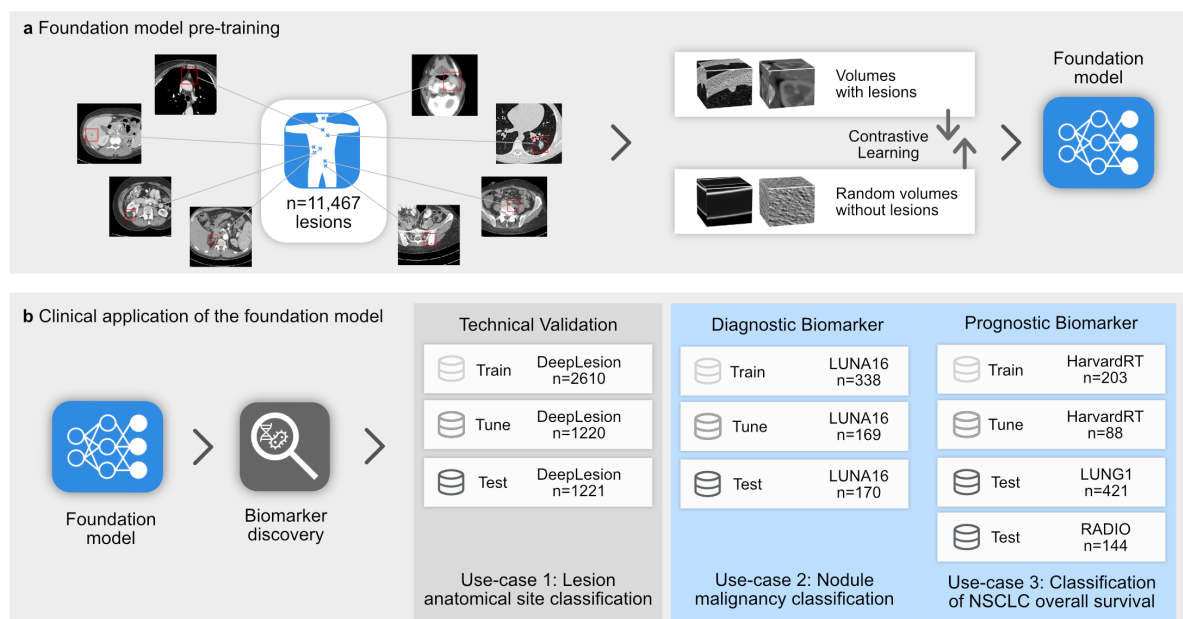 a Foundation model pre-training
n=11,467
lesions
Volumes
with lesions
Contrastive
Learning
Random volumes
without lesions
Foundation
model
b Clinical application of the foundation model
Foundation
model
Biomarker
discovery
Technical Validation
Train
DeepLesion
n=2610
Tune
DeepLesion
n=1220
Test
DeepLesion
n=1221
Use-case 1: Lesion
anatomical site classification
Diagnostic Biomarker
Train
LUNA16
n=338
Tune
LUNA16
n=169
Test
LUNA16
n=170
Use-case 2: Nodule
malignancy classification
Prognostic Biomarker
Train
HarvardRT
n=203
Tune
HarvardRT
n=88
Test
LUNG1
n=421
Test
RADIO
n=144
Use-case 3: Classification
of NSCLC overall survival